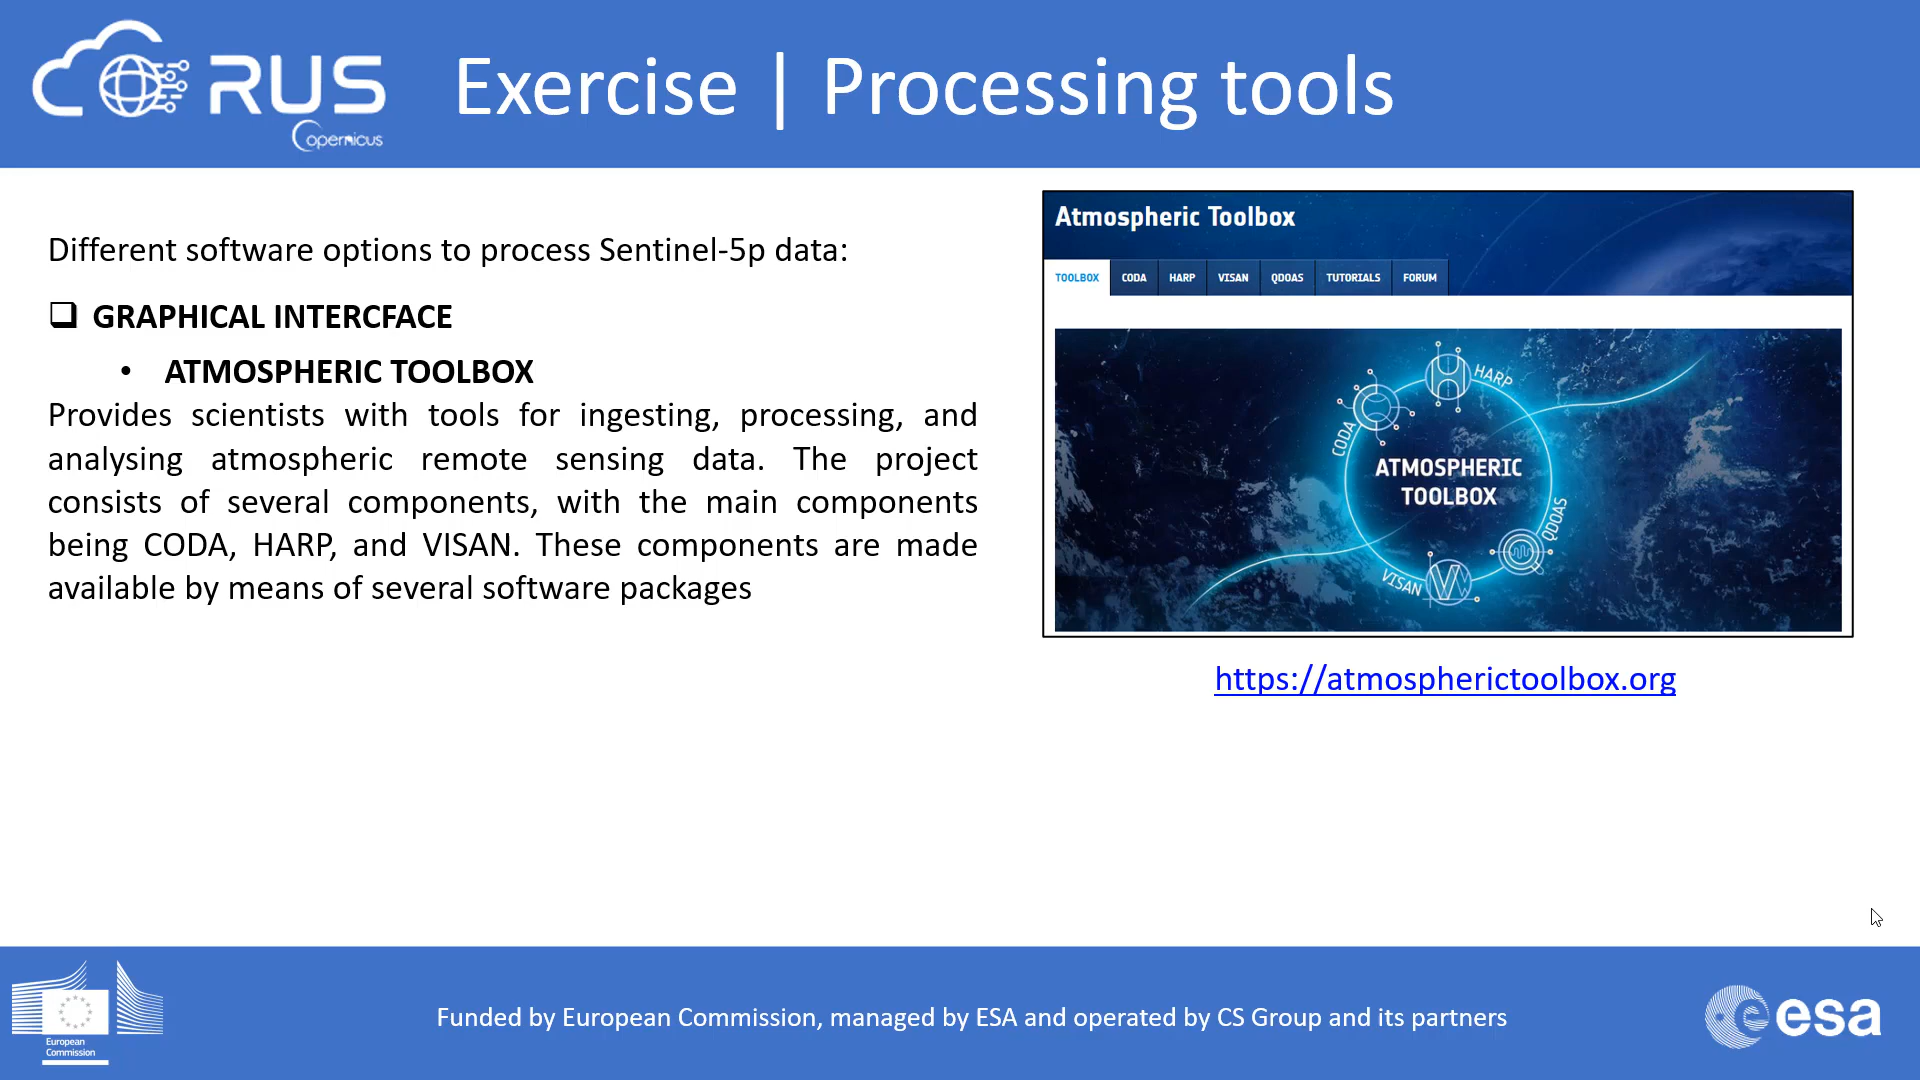 RUS
Copernicus
Exercise | Processing tools
Different software options to process Sentinel-5p data:
❑ GRAPHICAL INTERCFACE
• ATMOSPHERIC TOOLBOX
Provides scientists with tools for ingesting, processing, and
analysing atmospheric remote sensing data. The project
consists of several components, with the main components
being CODA, HARP, and VISAN. These components are made
available by means of several software packages
Atmospheric Toolbox
TOOLBOX CODA HARP VISAN QDOAS TUTORIALS FORUM
HARP
CODA
ATMOSPHERIC
TOOLBOX
QDOAS
VISAN
https://atmospherictoolbox.org
European
Commission
Funded by European Commission, managed by ESA and operated by CS Group and its partners
esa